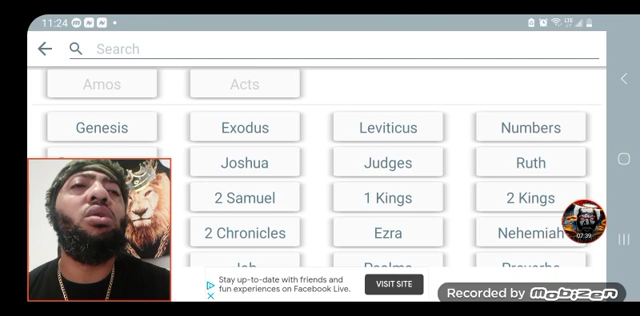 11:24
Search
Amos Acts
Genesis Exodus Leviticus Numbers
Joshua Judges Ruth
2 Samuel 1 Kings 2 Kings
2 Chronicles Ezra Nehemiah
07:39
Stay up-to-date with friends and
fun experiences on Facebook Live.
VISIT SITE
Recorded by MOBIZEN